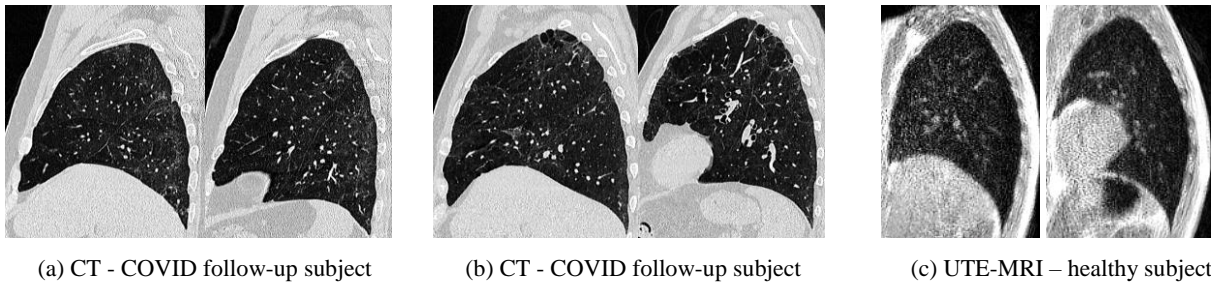 (a) CT - COVID follow-up subject
(b) CT - COVID follow-up subject
(c) UTE-MRI – healthy subject